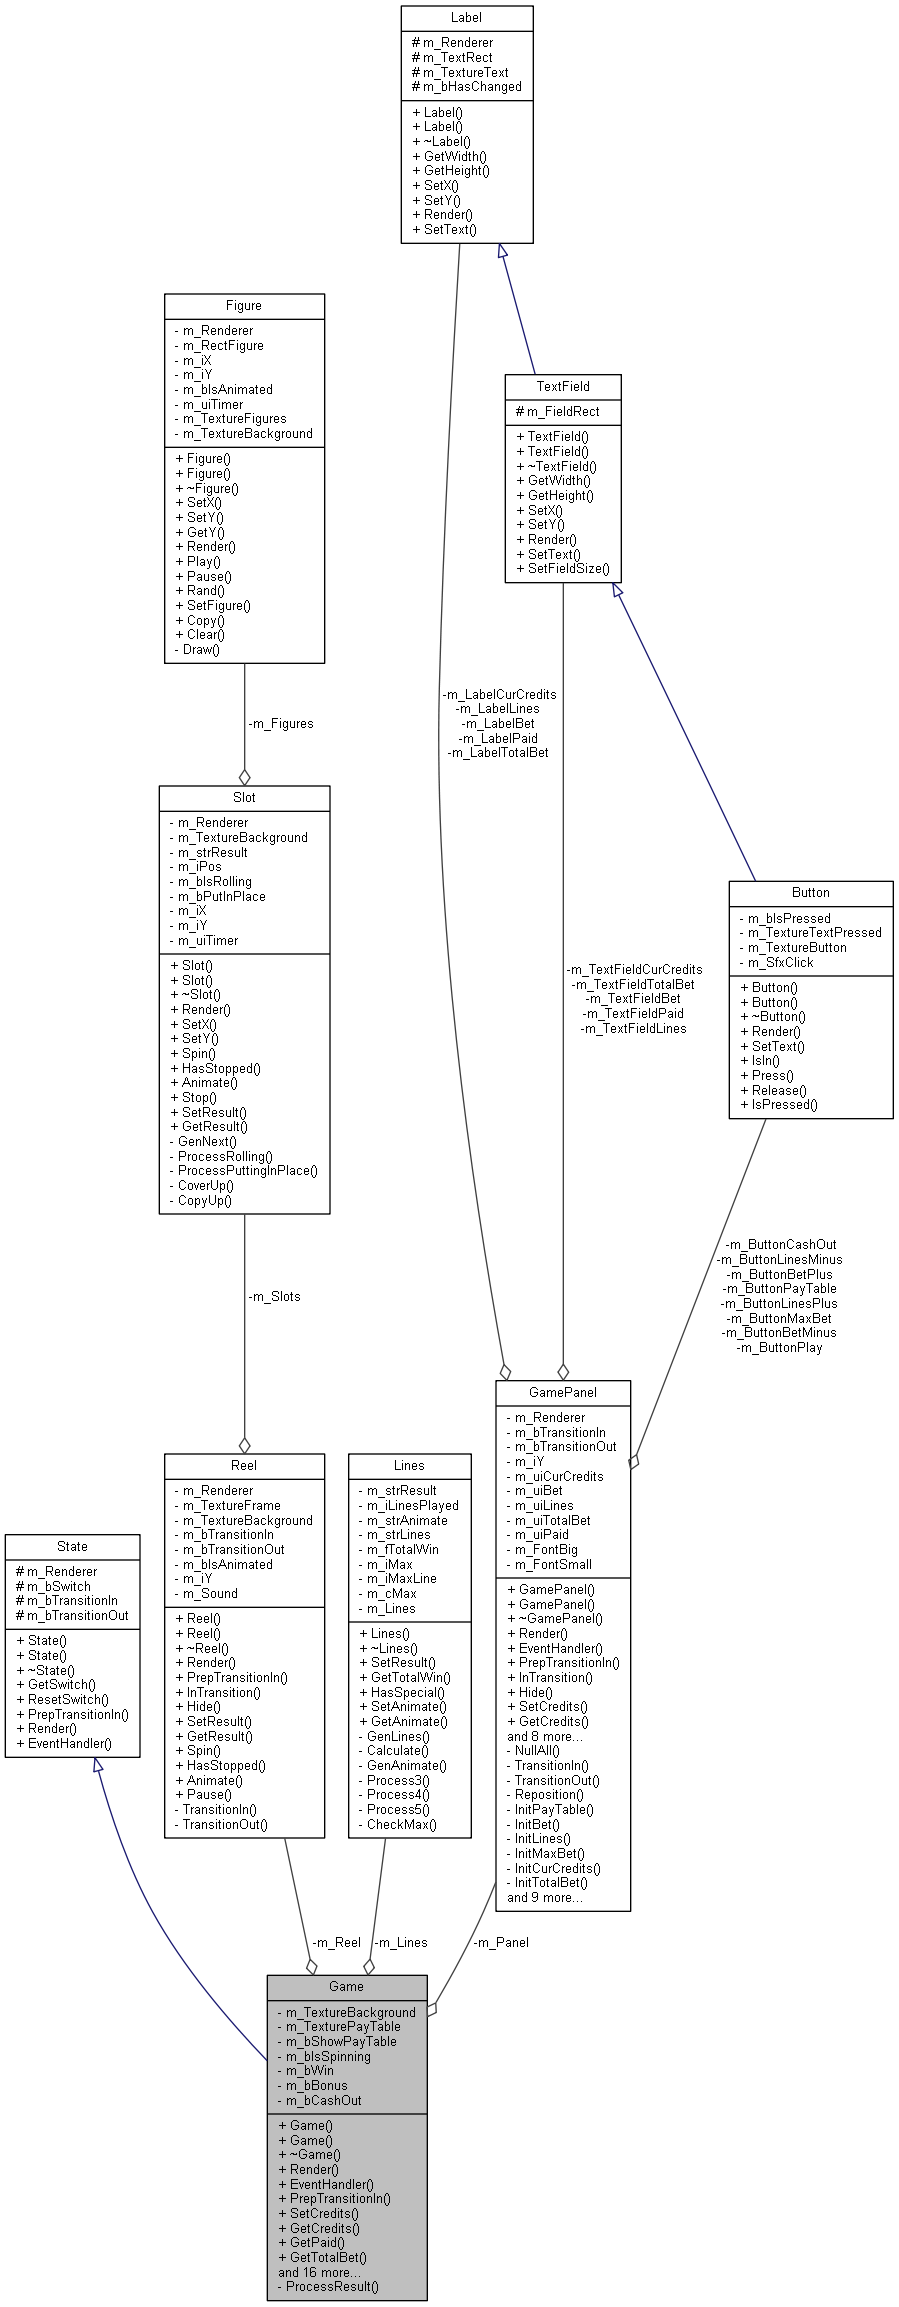 Label
# m_Renderer
# m_TextRect
# m_TextureText
# m_bHasChanged
+ Label()
+ Label()
+ ~Label()
+ GetWidth()
+ GetHeight()
+ SetX()
+ SetY()
+ Render()
+ SetText()
Figure
- m_Renderer
- m_RectFigure
- m_iX
- m_iY
- m_bIsAnimated
- m_uiTimer
- m_TextureFigures
- m_TextureBackground
+ Figure()
+ Figure()
+ ~Figure()
+ SetX()
+ SetY()
+ GetY()
+ Render()
+ Play()
+ Pause()
+ Rand()
+ SetFigure()
+ Copy()
+ Clear()
- Draw()
TextField
# m_FieldRect
+ TextField()
+ TextField()
+ ~TextField()
+ GetWidth()
+ GetHeight()
+ SetX()
+ SetY()
+ Render()
+ SetText()
+ SetFieldSize()
-m_LabelCurCredits
-m_LabelLines
-m_LabelBet
-m_LabelPaid
-m_LabelTotalBet
-m_Figures
Slot
- m_Renderer
- m_TextureBackground
- m_strResult
- m_iPos
- m_bIsRolling
- m_bPutInPlace
- m_iX
- m_iY
- m_uiTimer
+ Slot()
+ Slot()
+ ~Slot()
+ Render()
+ SetX()
+ SetY()
+ Spin()
+ HasStopped()
+ Animate()
+ Stop()
+ SetResult()
+ GetResult()
- GenNext()
- ProcessRolling()
- ProcessPuttingInPlace()
- CoverUp()
- CopyUp()
-m_TextFieldCurCredits
-m_TextFieldTotalBet
-m_TextFieldBet
-m_TextFieldPaid
-m_TextFieldLines
Button
- m_bIsPressed
- m_TextureTextPressed
- m_TextureButton
- m_SfxClick
+ Button()
+ Button()
+ ~Button()
+ Render()
+ SetText()
+ IsIn()
+ Press()
+ Release()
+ IsPressed()
-m_ButtonCashOut
-m_ButtonLinesMinus
-m_ButtonBetPlus
-m_ButtonPayTable
-m_ButtonLinesPlus
-m_ButtonMaxBet
-m_ButtonBetMinus
-m_ButtonPlay
-m_Slots
GamePanel
- m_Renderer
- m_bTransitionIn
- m_bTransitionOut
- m_iY
- m_uiCurCredits
- m_uiBet
- m_uiLines
- m_uiTotalBet
- m_uiPaid
- m_FontBig
- m_FontSmall
+ GamePanel()
+ GamePanel()
+ ~GamePanel()
+ Render()
+ EventHandler()
+ PrepTransitionIn()
+ InTransition()
+ Hide()
+ SetCredits()
+ GetCredits()
and 8 more...
- NullAll()
- TransitionIn()
- TransitionOut()
- Reposition()
- InitPayTable()
- InitBet()
- InitLines()
- InitMaxBet()
- InitCurCredits()
- InitTotalBet()
and 9 more...
Reel
- m_Renderer
- m_TextureFrame
- m_TextureBackground
- m_bTransitionIn
- m_bTransitionOut
- m_bIsAnimated
- m_iY
- m_Sound
+ Reel()
+ Reel()
+ ~Reel()
+ Render()
+ PrepTransitionIn()
+ InTransition()
+ Hide()
+ SetResult()
+ GetResult()
+ Spin()
+ HasStopped()
+ Animate()
+ Pause()
- TransitionIn()
- TransitionOut()
Lines
- m_strResult
- m_iLinesPlayed
- m_strAnimate
- m_strLines
- m_fTotalWin
- m_iMax
- m_iMaxLine
- m_cMax
- m_Lines
+ Lines()
+ ~Lines()
+ SetResult()
+ GetTotalWin()
+ HasSpecial()
+ SetAnimate()
+ GetAnimate()
- GenLines()
- Calculate()
- GenAnimate()
- Process3()
- Process4()
- Process5()
- CheckMax()
State
# m_Renderer
# m_bSwitch
# m_bTransitionIn
# m_bTransitionOut
+ State()
+ State()
+ ~State()
+ GetSwitch()
+ ResetSwitch()
+ PrepTransitionIn()
+ Render()
+ EventHandler()
-m_Reel
-m_Lines
-m_Panel
Game
- m_TextureBackground
- m_TexturePayTable
- m_bShowPayTable
- m_bIsSpinning
- m_bWin
- m_bBonus
- m_bCashOut
+ Game()
+ Game()
+ ~Game()
+ Render()
+ EventHandler()
+ PrepTransitionIn()
+ SetCredits()
+ GetCredits()
+ GetPaid()
+ GetTotalBet()
and 16 more...
- ProcessResult()